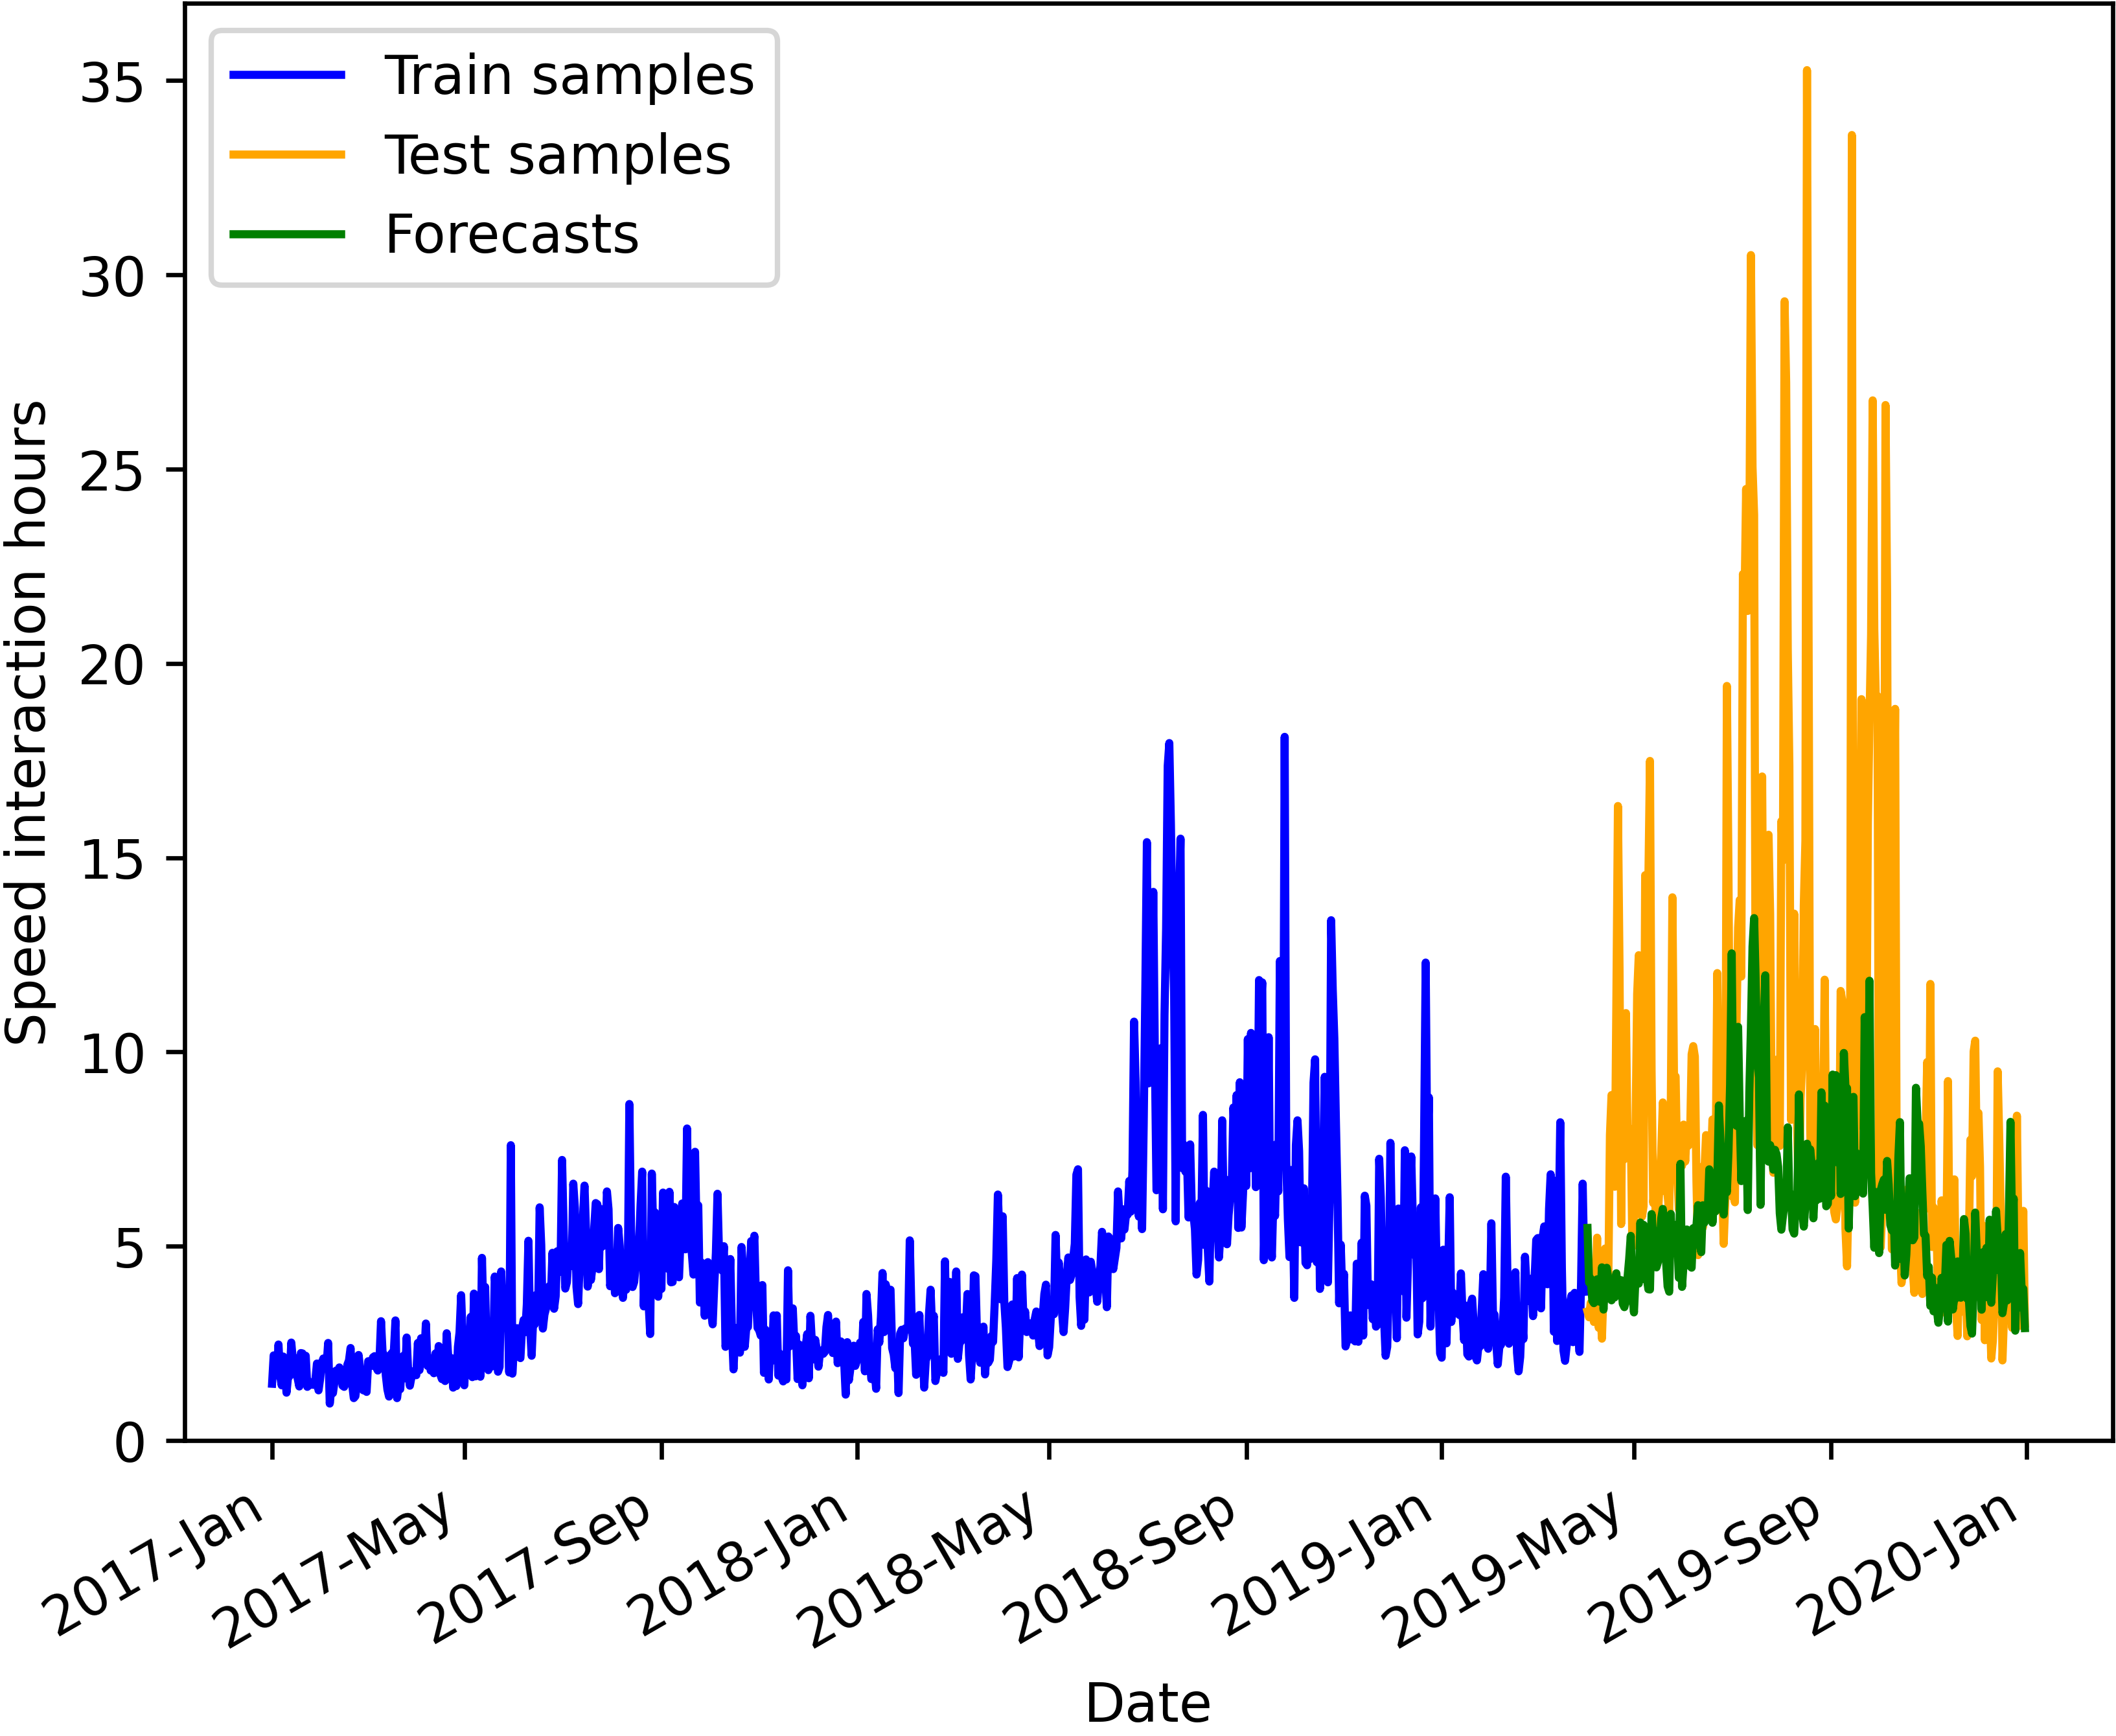 Train samples
Test samples
Forecasts
Speed interaction hours
35
30
25
20
15
10
5
0
2017-Jan
2017-May
2017-Sep
2018-Jan
2018-May
2018-Sep
2019-Jan
2019-May
2019-Sep
2020-Jan
Date